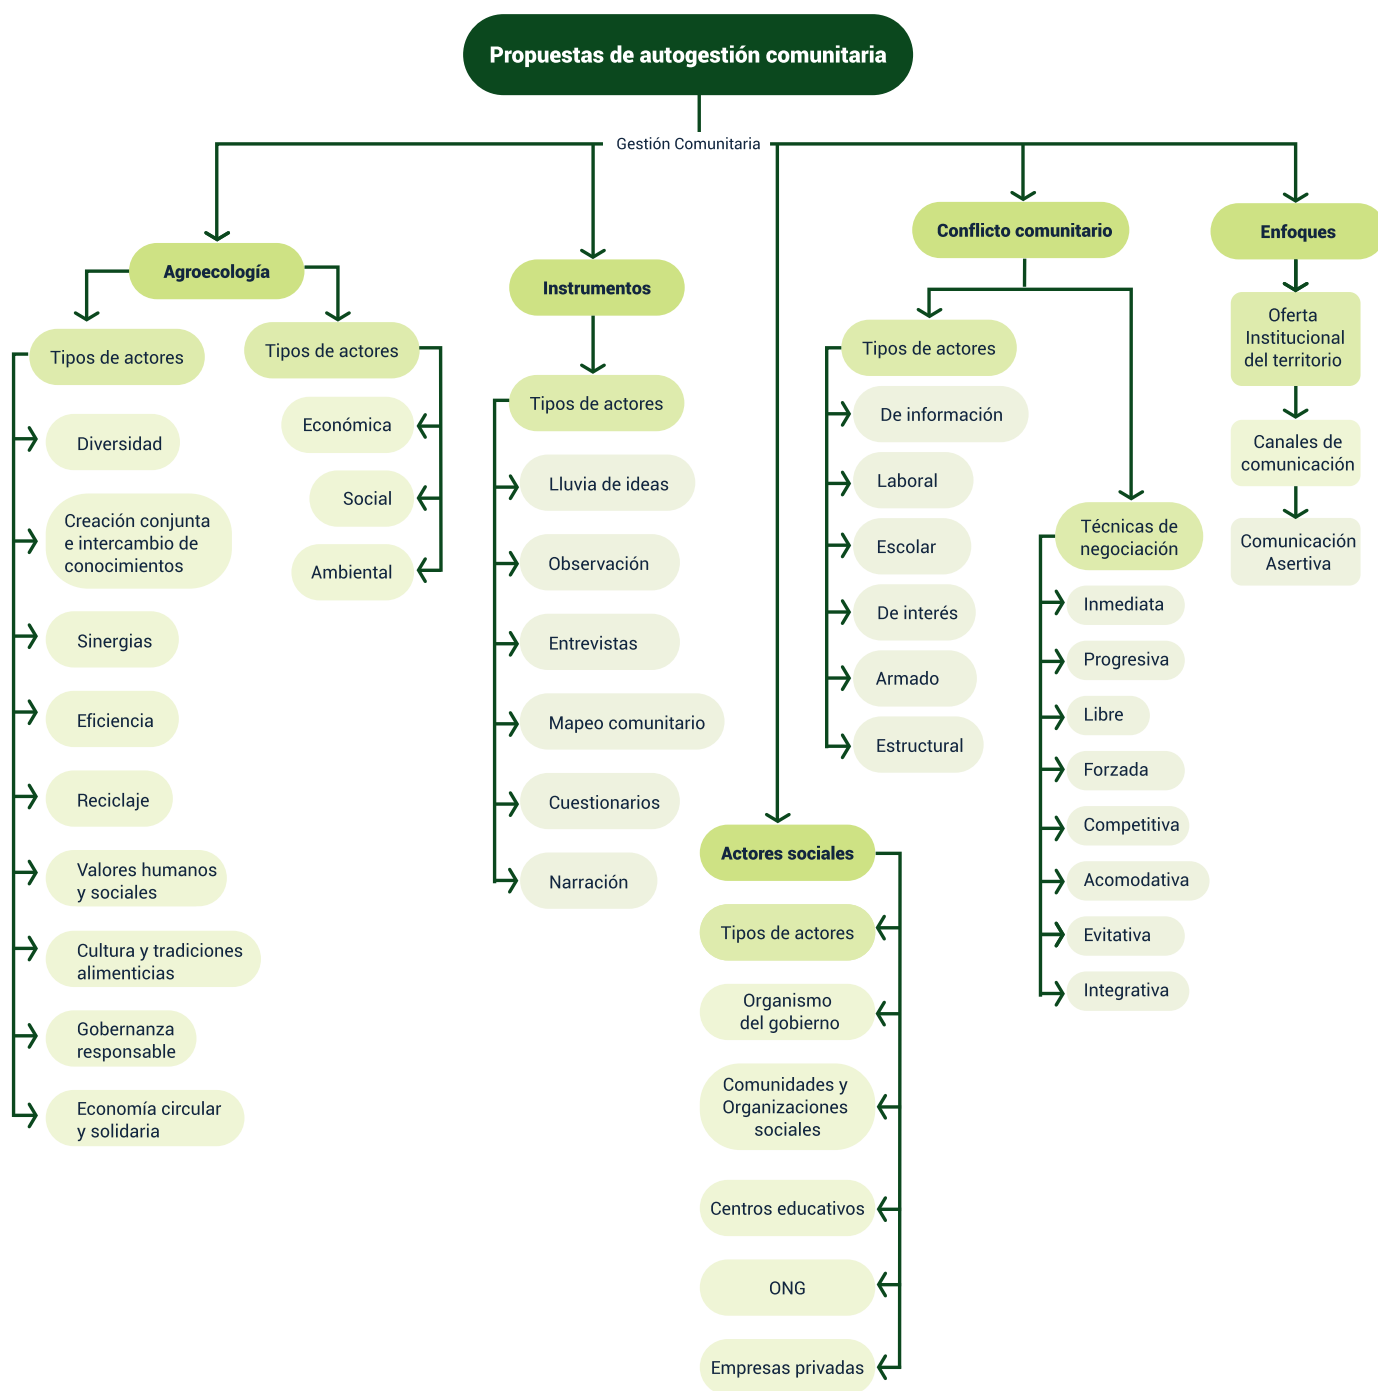 Propuestas de autogestión comunitaria
Gestión Comunitaria
Agroecología
Tipos de actores
Diversidad
Creación conjunta
e intercambio de
conocimientos
Sinergias
Eficiencia
Reciclaje
Valores humanos
y sociales
Cultura y tradiciones
alimenticias
Gobernanza
responsable
Economía circular
y solidaria
Tipos de actores
Económica
Social
Ambiental
Instrumentos
Tipos de actores
Lluvia de ideas
Observación
Entrevistas
Mapeo comunitario
Cuestionarios
Narración
Actores sociales
Tipos de actores
Organismo
del gobierno
Comunidades y
Organizaciones
sociales
Centros educativos
ONG
Empresas privadas
Conflicto comunitario
Tipos de actores
De información
Laboral
Escolar
De interés
Armado
Estructural
Técnicas de
negociación
Inmediata
Progresiva
Libre
Forzada
Competitiva
Acomodativa
Evitativa
Integrativa
Enfoques
Oferta
Institucional
del territorio
Canales de
comunicación
Comunicación
Asertiva